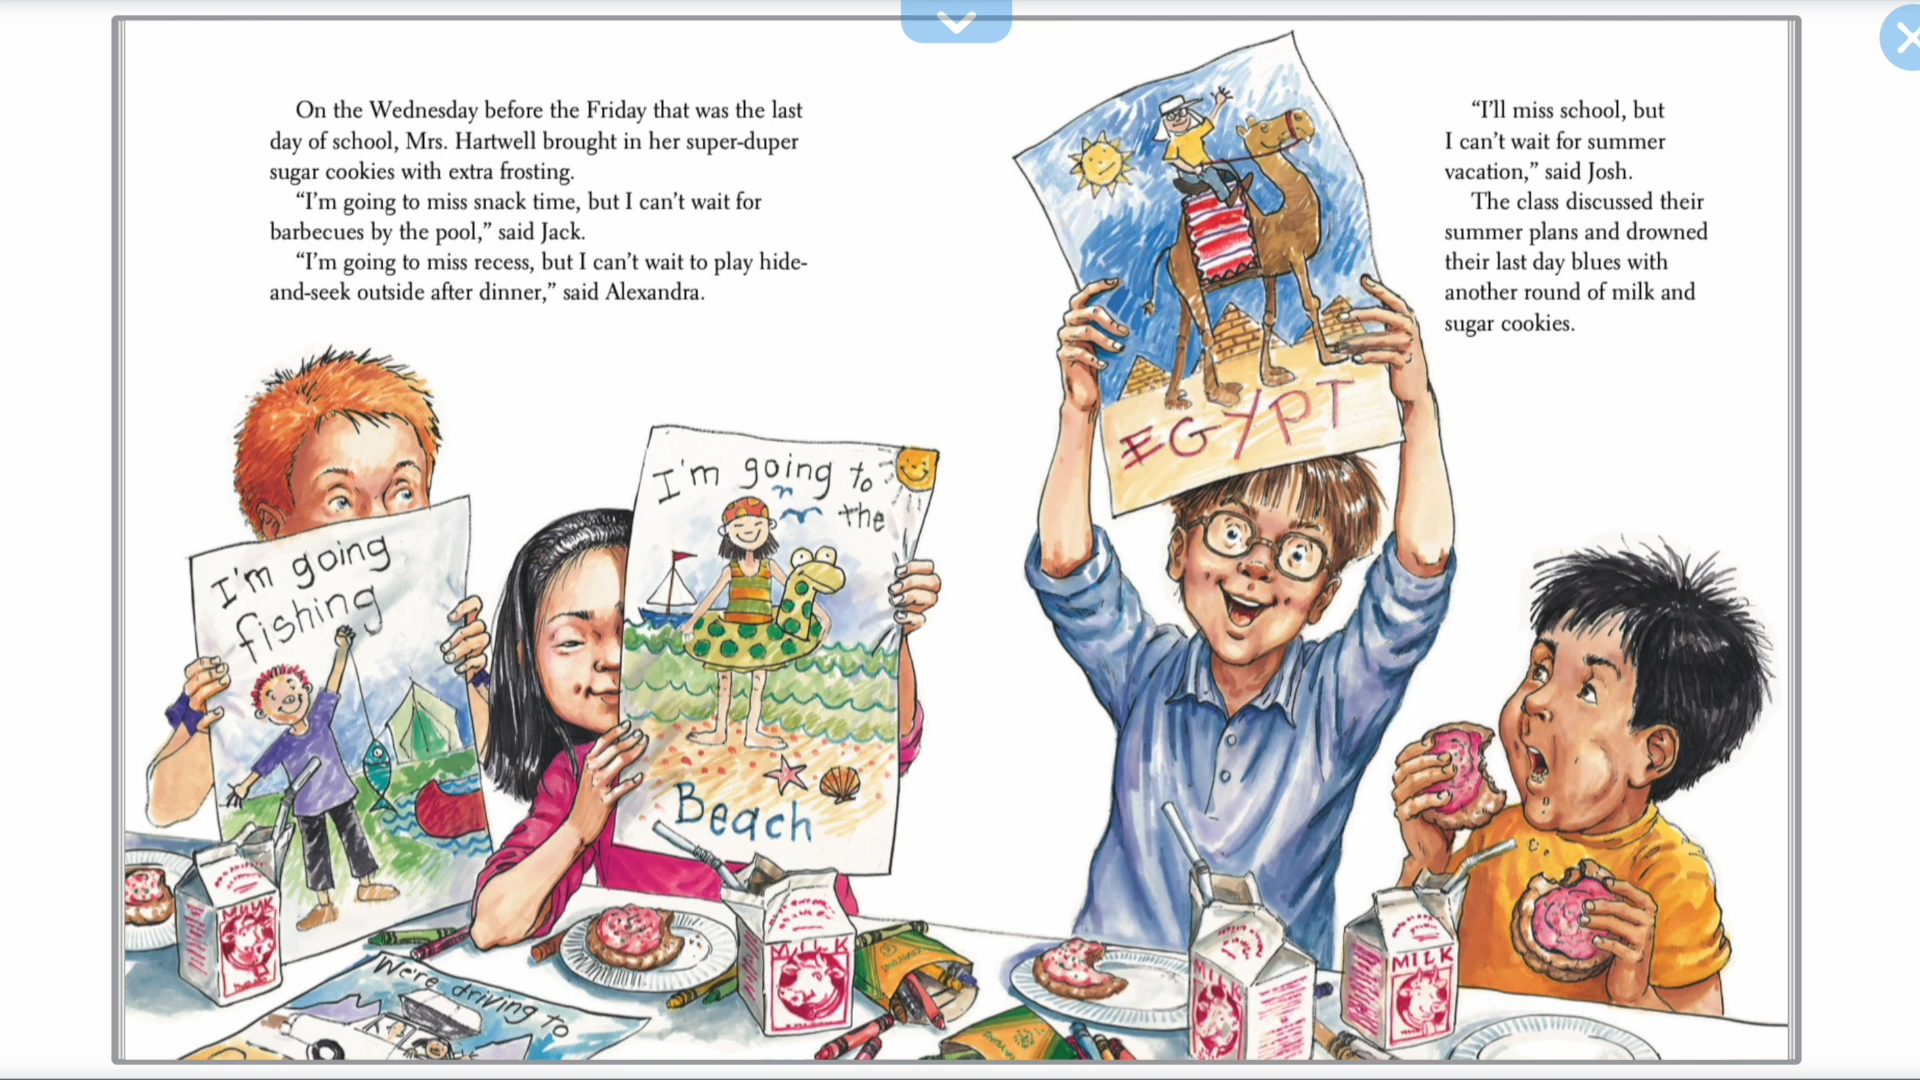 On the Wednesday before the Friday that was the last
day of school, Mrs. Hartwell brought in her super-duper
sugar cookies with extra frosting.
“I’m going to miss snack time, but I can’t wait for
barbecues by the pool,” said Jack.
“I’m going to miss recess, but I can’t wait to play hide-
and-seek outside after dinner,” said Alexandra.
“I’ll miss school, but
I can’t wait for summer
vacation,” said Josh.
The class discussed their
summer plans and drowned
their last day blues with
another round of milk and
sugar cookies.
EGYPT
I'm going to
the
Beach
I'm going
fishing
MILK
MILK
MILK
MILK
We're driving to